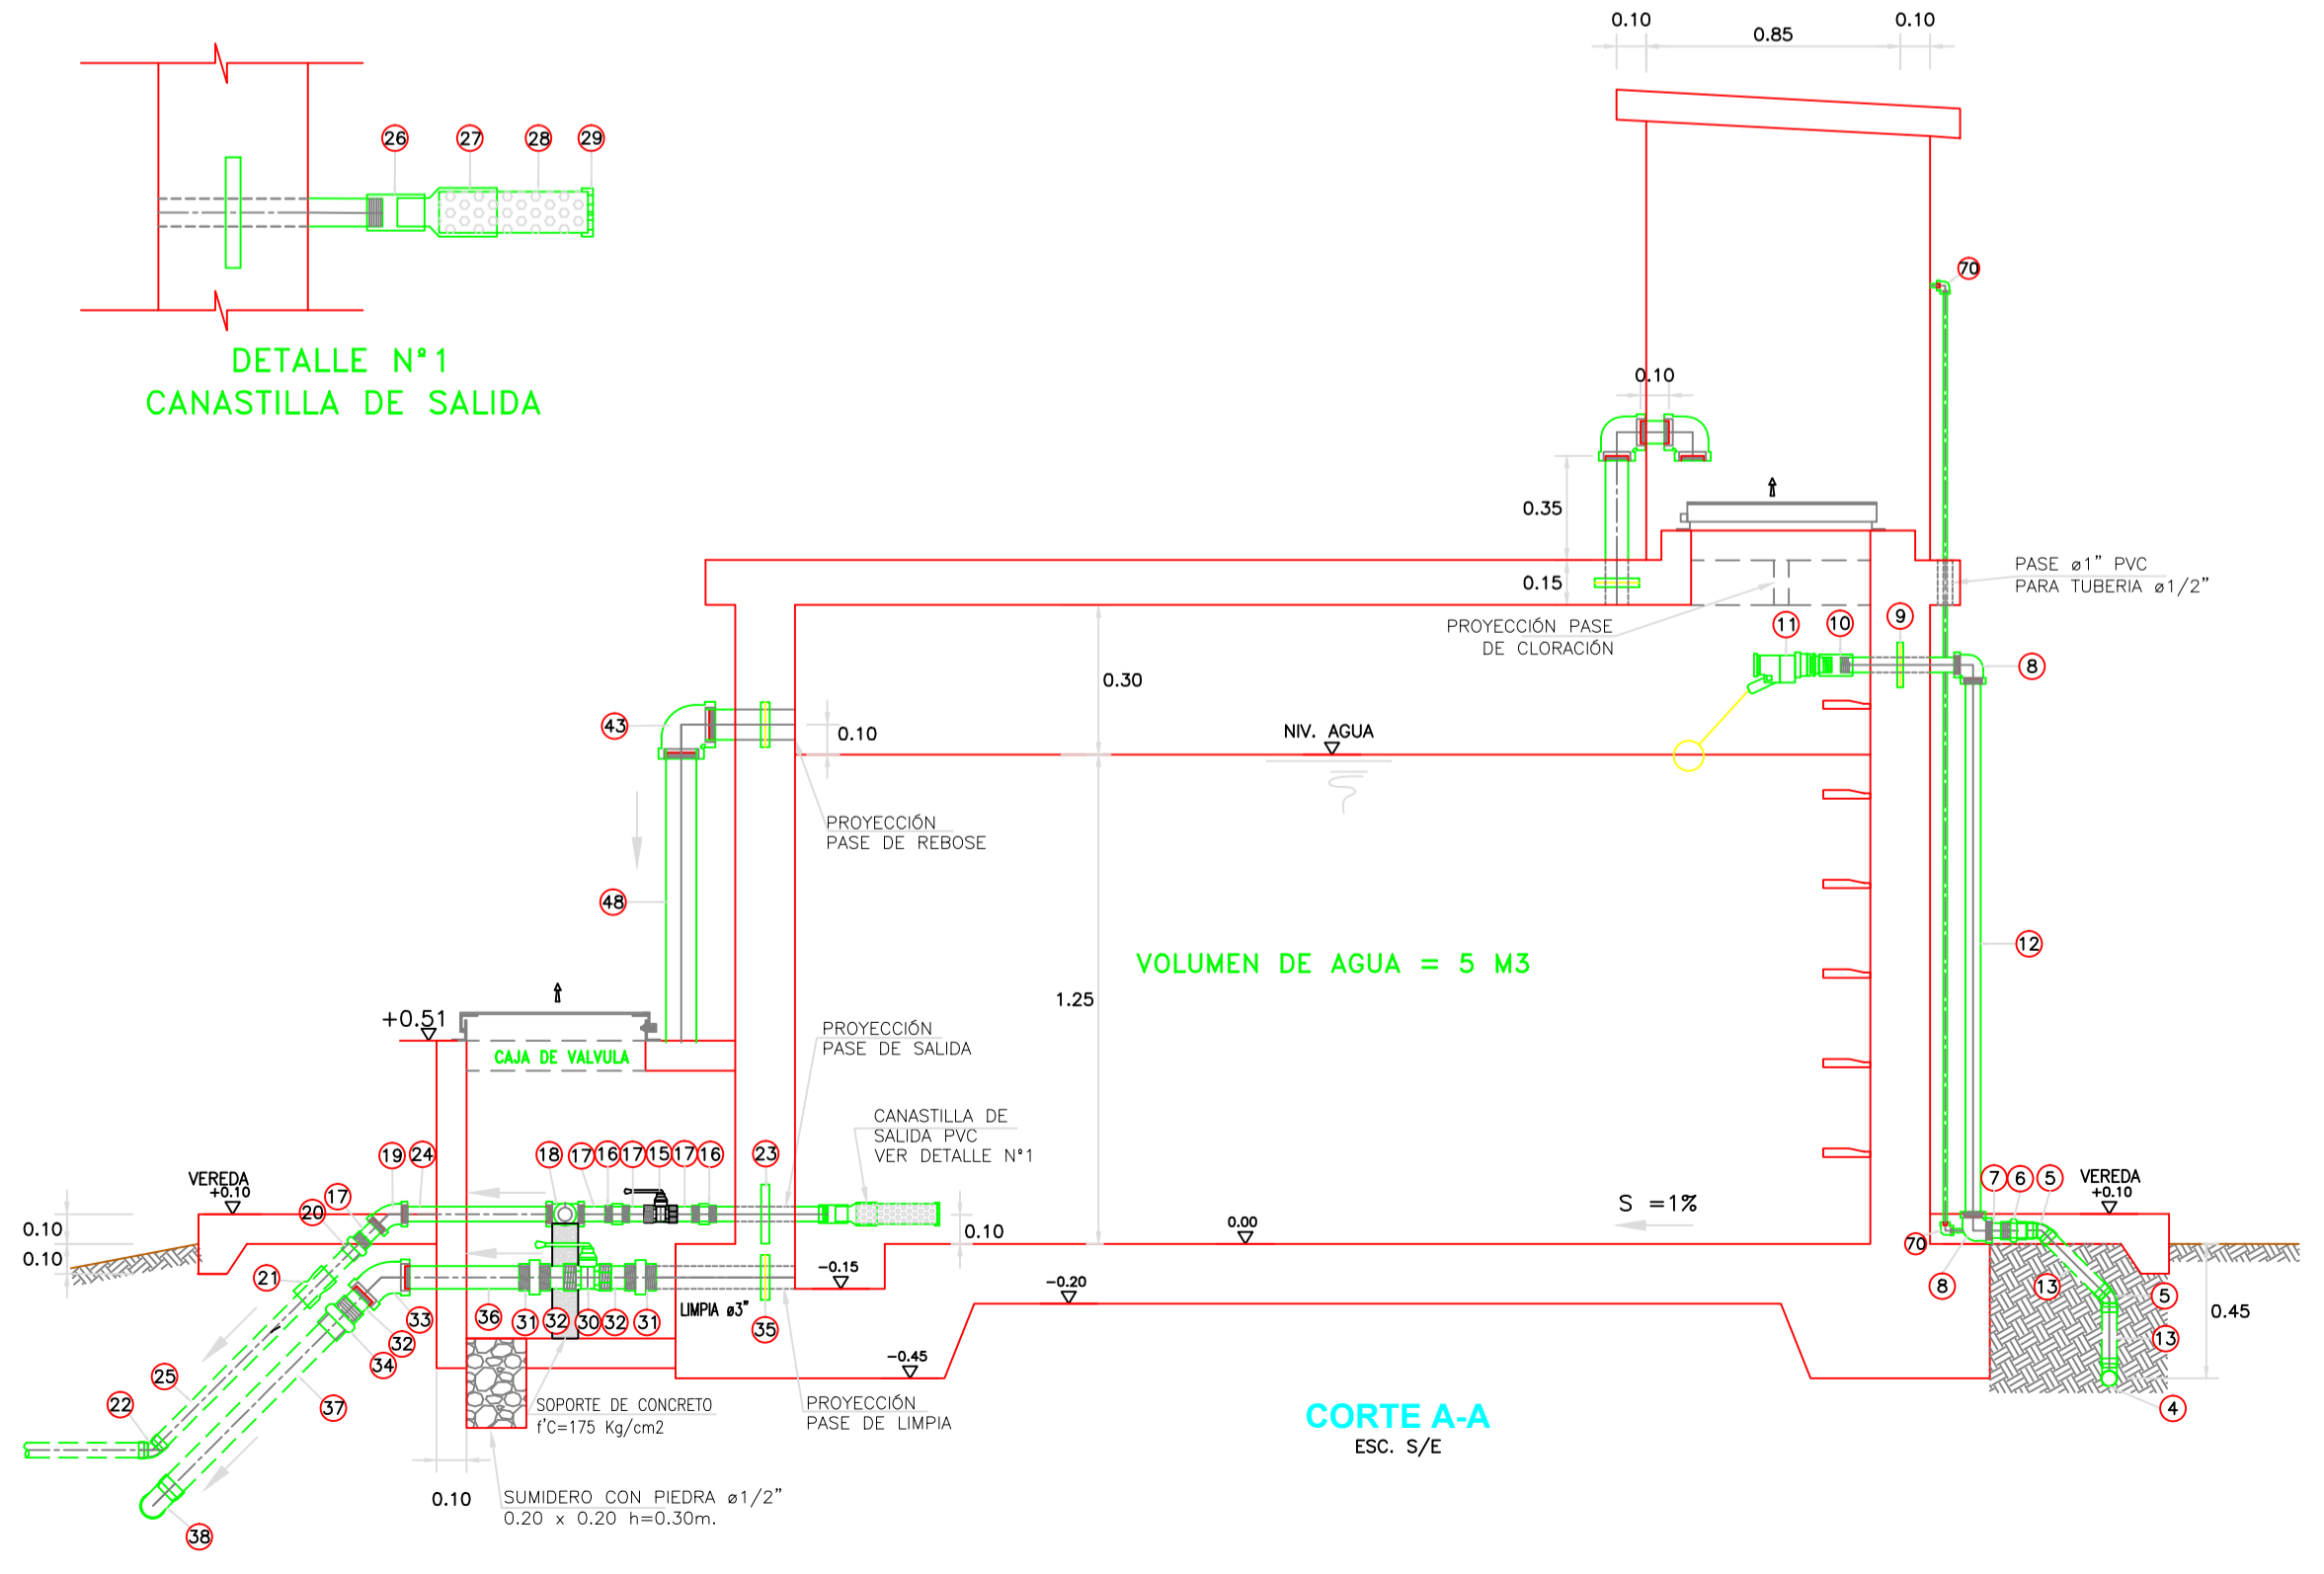 0.10
0.10
0.85
26
27
28
29
70
DETALLE Nº1
CANASTILLA DE SALIDA
0.10
0.35
0.15
PASE ø1" PVC
PARA TUBERIA ø1/2"
PROYECCIÓN PASE
DE CLORACIÓN
11
10
9
8
0.30
43
0.10
NIV. AGUA
PROYECCIÓN
PASE DE REBOSE
48
12
VOLUMEN DE AGUA = 5 M3
1.25
+0.51
CAJA DE VALVULA
PROYECCIÓN
PASE DE SALIDA
CANASTILLA DE
SALIDA PVC
VER DETALLE Nº1
19
24
18
17
16
17
15
17
16
23
VEREDA
+0.10
17
20
7
6
5
VEREDA
+0.10
S =1%
0.10
0.10
0.10
0.00
70
21
-0.15
-0.20
8
13
5
0.45
LIMPIA ø3"
36
31
32
30
32
31
35
33
32
34
13
-0.45
25
37
22
SOPORTE DE CONCRETO
f'C=175 Kg/cm2
PROYECCIÓN
PASE DE LIMPIA
4
CORTE A-A
ESC. S/E
0.10
SUMIDERO CON PIEDRA ø1/2"
0.20 x 0.20 h=0.30m.
38